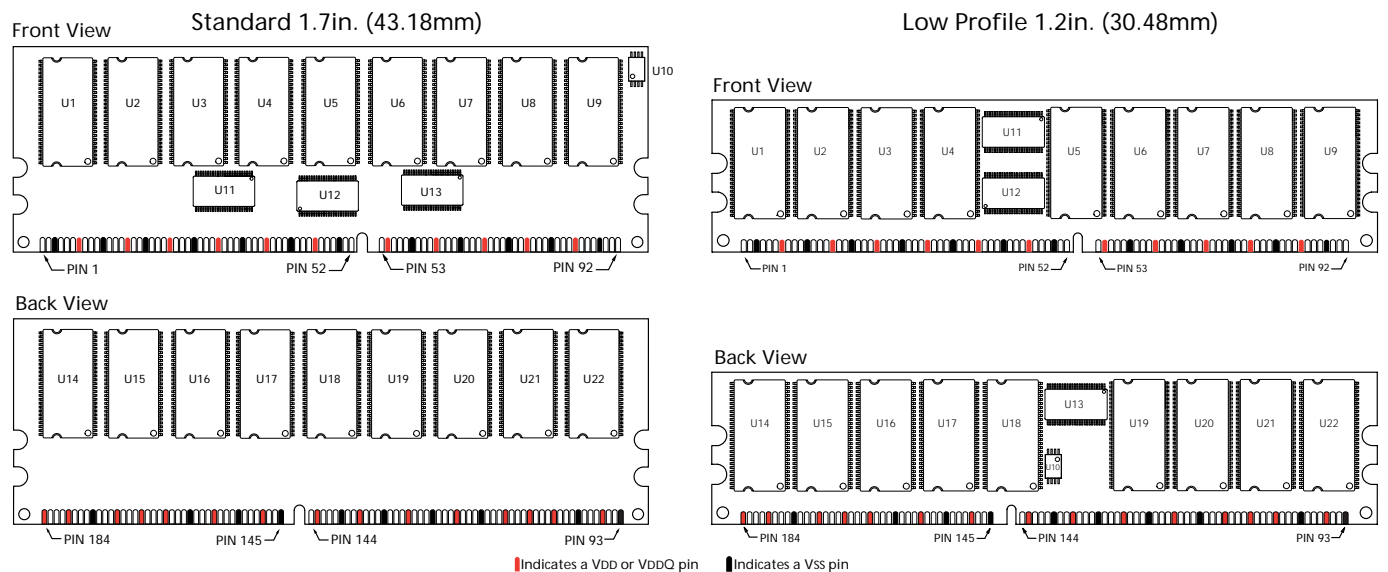 Standard 1.7in. (43.18mm)
Front View
U1 U2 U3 U4 U5 U6 U7 U8 U9 U10
U11 U12 U13
PIN 1 PIN 52 PIN 53 PIN 92
Back View
U14 U15 U16 U17 U18 U19 U20 U21 U22
PIN 184 PIN 145 PIN 144 PIN 93
Low Profile 1.2in. (30.48mm)
Front View
U1 U2 U3 U4 U11 U5 U6 U7 U8 U9
U12
PIN 1 PIN 52 PIN 53 PIN 92
Back View
U14 U15 U16 U17 U18 U13 U19 U20 U21 U22
U10
PIN 184 PIN 145 PIN 144 PIN 93
Indicates a VDD or VDDQ pin Indicates a VSS pin